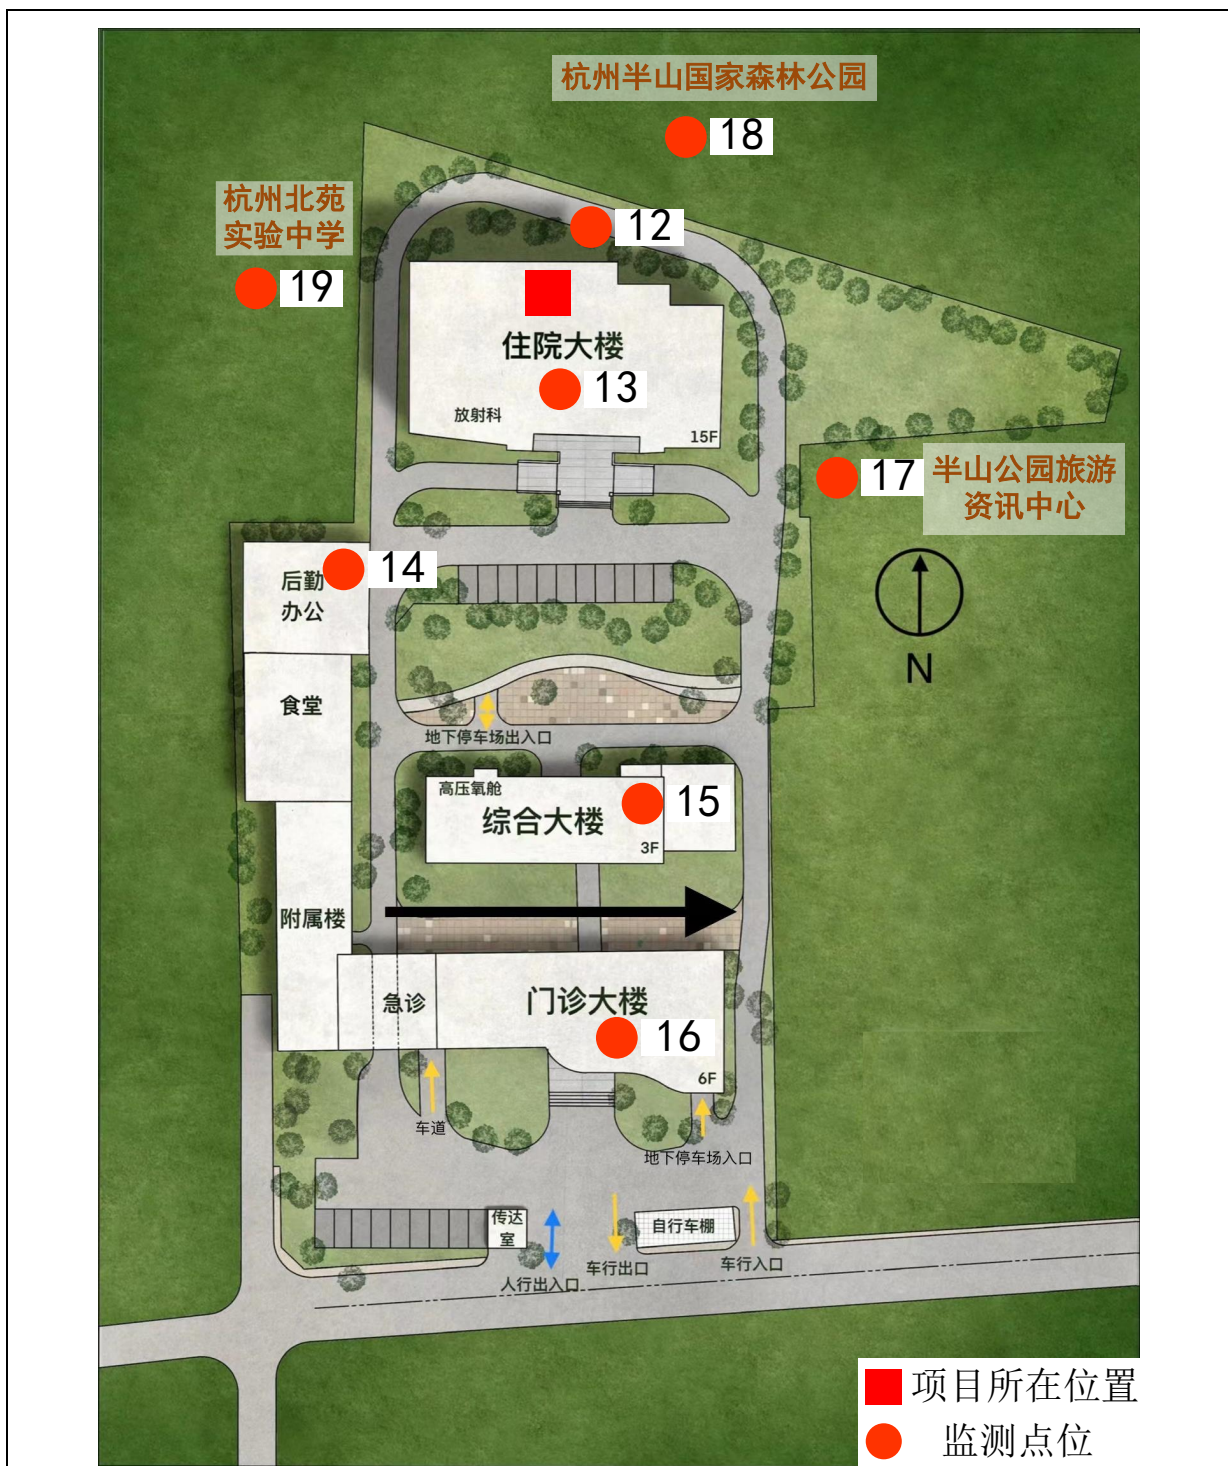 杭州半山国家森林公园
18
杭州北苑
实验中学
12
19
住院大楼
13
放射科
15F
17
半山公园旅游
资讯中心
14
后勤
办公
N
食堂
地下停车场出入口
高压氧舱
15
综合大楼
3F
附属楼
急诊
门诊大楼
16
6F
车道
地下停车场入口
传达
室
自行车棚
车行出口
车行入口
人行出入口
项目所在位置
监测点位